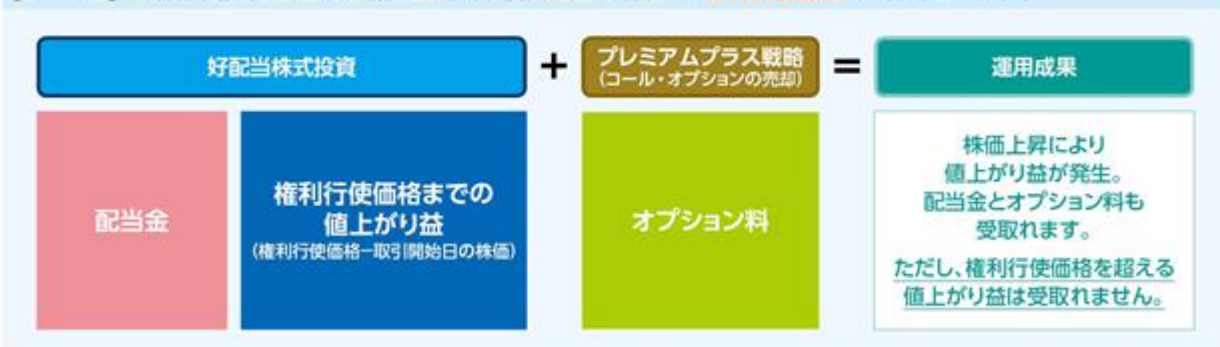 好配当株式投資
+
プレミアムプラス戦略
(コール・オプションの売却)
=
運用成果
配当金
権利行使価格までの
値上がり益
(権利行使価格ー取引開始日の株価)
オプション料
株価上昇により
値上がり益が発生。
配当金とオプション料も
受取れます。
ただし、権利行使価格を超える
値上がり益は受取れません。